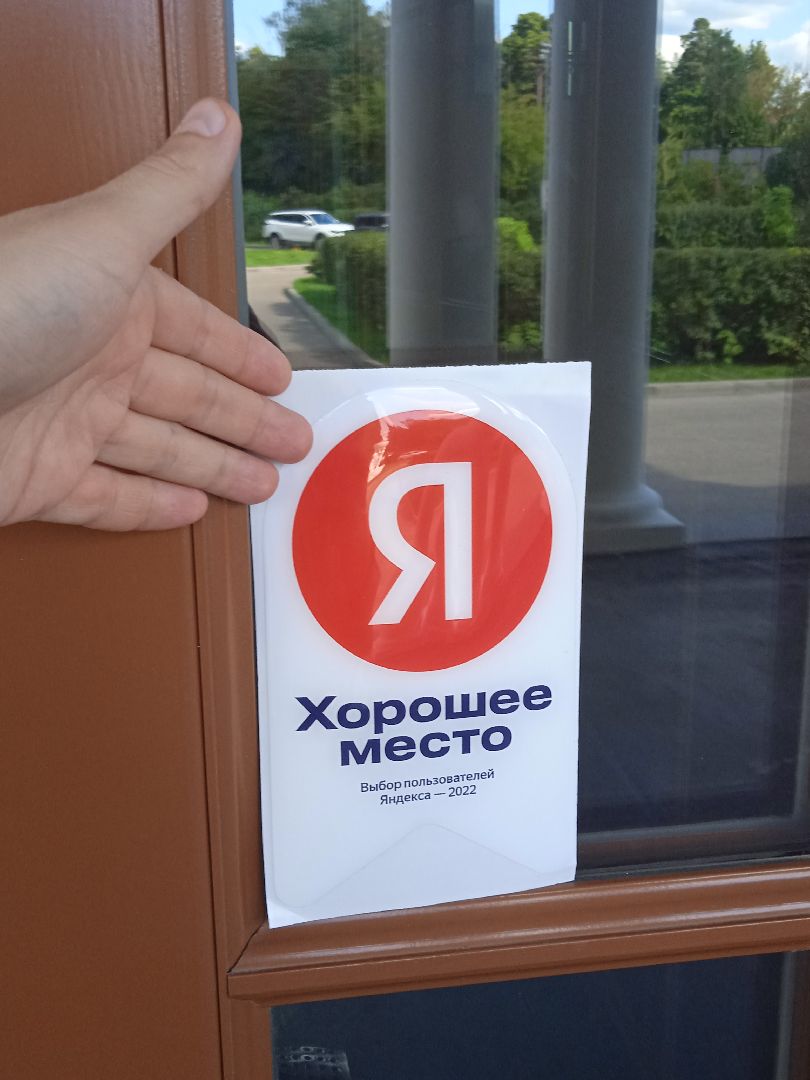 Я
Хорошее
место
Выбор пользователей
Яндекса — 2022